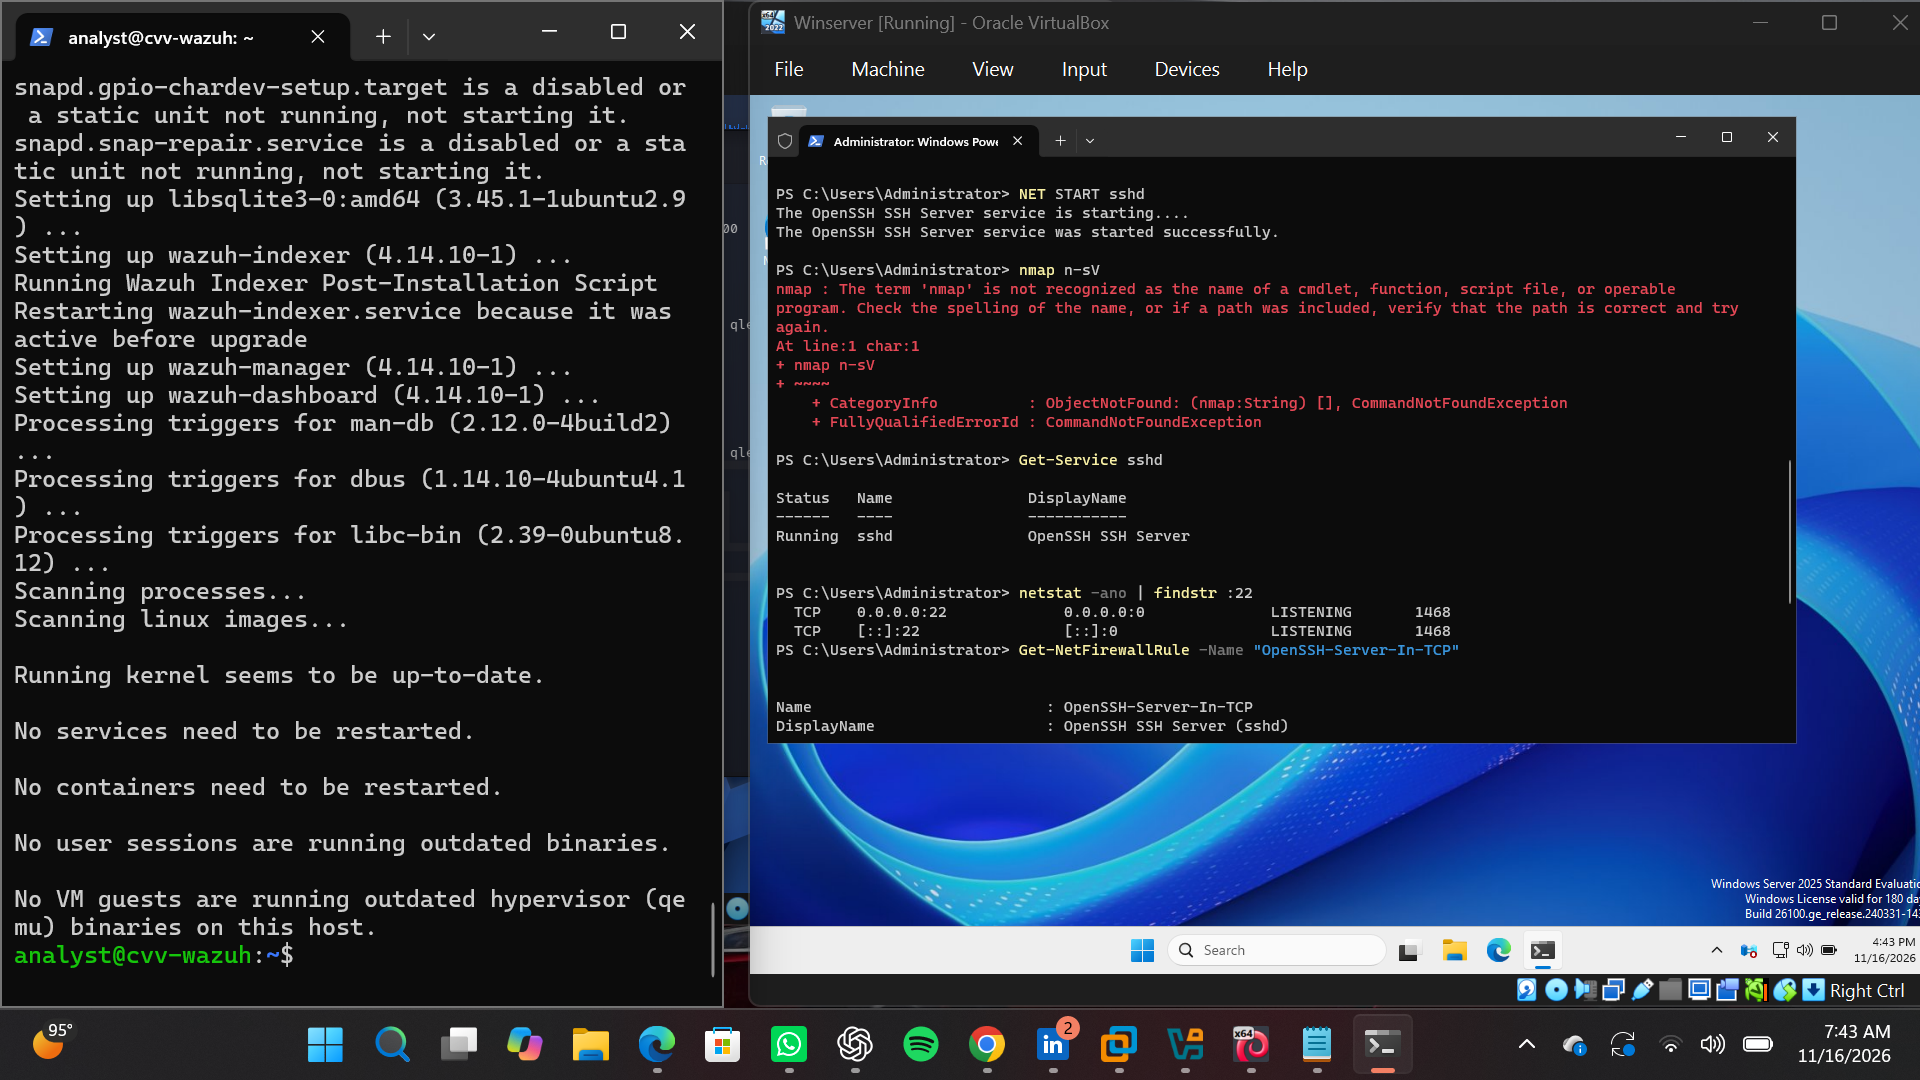 analyst@cvv-wazuh: ~
snapd.gpio-chardev-setup.target is a disabled or
 a static unit not running, not starting it.
snapd.snap-repair.service is a disabled or a sta
tic unit not running, not starting it.
Setting up libsqlite3-0:amd64 (3.45.1-1ubuntu2.9
) ...
Setting up wazuh-indexer (4.14.10-1) ...
Running Wazuh Indexer Post-Installation Script
Restarting wazuh-indexer.service because it was
active before upgrade
Setting up wazuh-manager (4.14.10-1) ...
Setting up wazuh-dashboard (4.14.10-1) ...
Processing triggers for man-db (2.12.0-4build2)
...
Processing triggers for dbus (1.14.10-4ubuntu4.1
) ...
Processing triggers for libc-bin (2.39-0ubuntu8.
12) ...
Scanning processes...
Scanning linux images...
Running kernel seems to be up-to-date.
No services need to be restarted.
No containers need to be restarted.
No user sessions are running outdated binaries.
No VM guests are running outdated hypervisor (qe
mu) binaries on this host.
analyst@cvv-wazuh:~$
Winserver [Running] - Oracle VirtualBox
File Machine View Input Devices Help
Administrator: Windows Powe
PS C:\Users\Administrator> NET START sshd
The OpenSSH SSH Server service is starting....
The OpenSSH SSH Server service was started successfully.
PS C:\Users\Administrator> nmap n-sV
nmap : The term 'nmap' is not recognized as the name of a cmdlet, function, script file, or operable
program. Check the spelling of the name, or if a path was included, verify that the path is correct and try
again.
At line:1 char:1
+ nmap n-sV
+ ~~~~
    + CategoryInfo          : ObjectNotFound: (nmap:String) [], CommandNotFoundException
    + FullyQualifiedErrorId : CommandNotFoundException
PS C:\Users\Administrator> Get-Service sshd
Status   Name               DisplayName
------   ----               -----------
Running  sshd               OpenSSH SSH Server
PS C:\Users\Administrator> netstat -ano | findstr :22
  TCP    0.0.0.0:22             0.0.0.0:0              LISTENING       1468
  TCP    [::]:22                [::]:0                 LISTENING       1468
PS C:\Users\Administrator> Get-NetFirewallRule -Name "OpenSSH-Server-In-TCP"
Name                          : OpenSSH-Server-In-TCP
DisplayName                   : OpenSSH SSH Server (sshd)
00
qle
qle
Windows Server 2025 Standard Evaluatio
Windows License valid for 180 day
Build 26100.ge_release.240331-143
Search
4:43 PM
11/16/2026
Right Ctrl
95°
2
x64
7:43 AM
11/16/2026